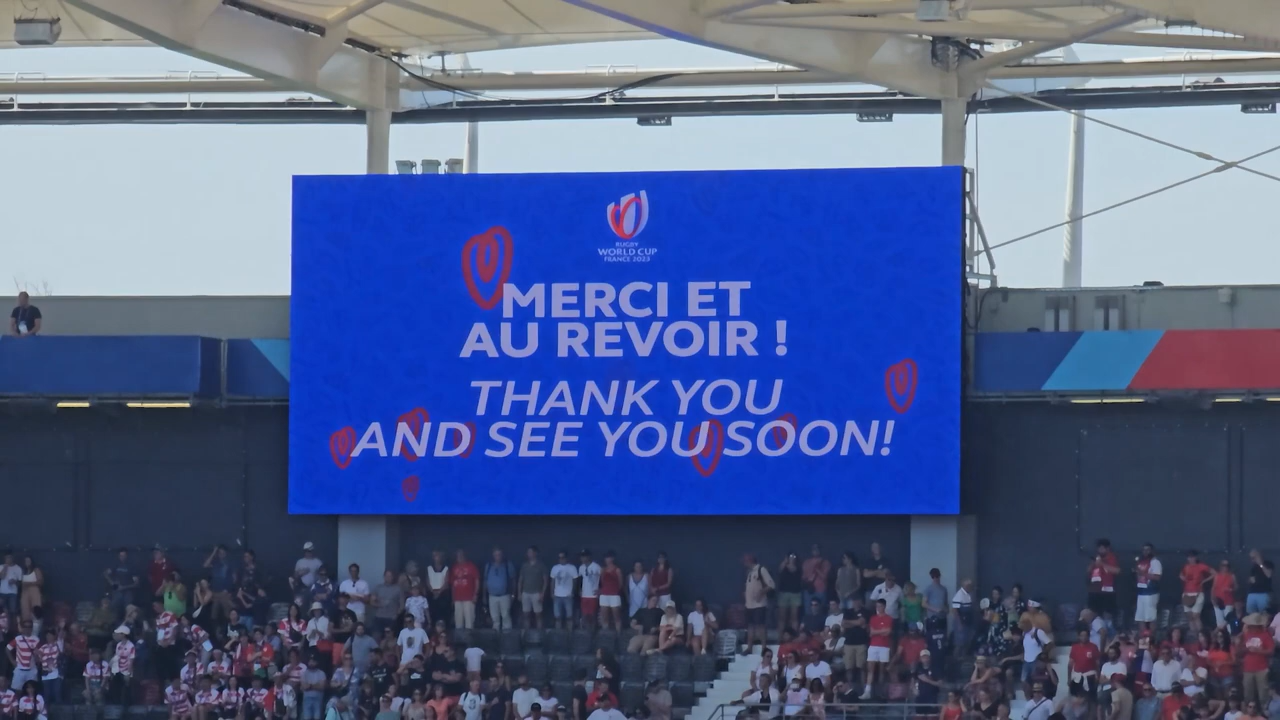 RUGBY
WORLD CUP
FRANCE 2023
MERCI ET
AU REVOIR !
THANK YOU
AND SEE YOU SOON!